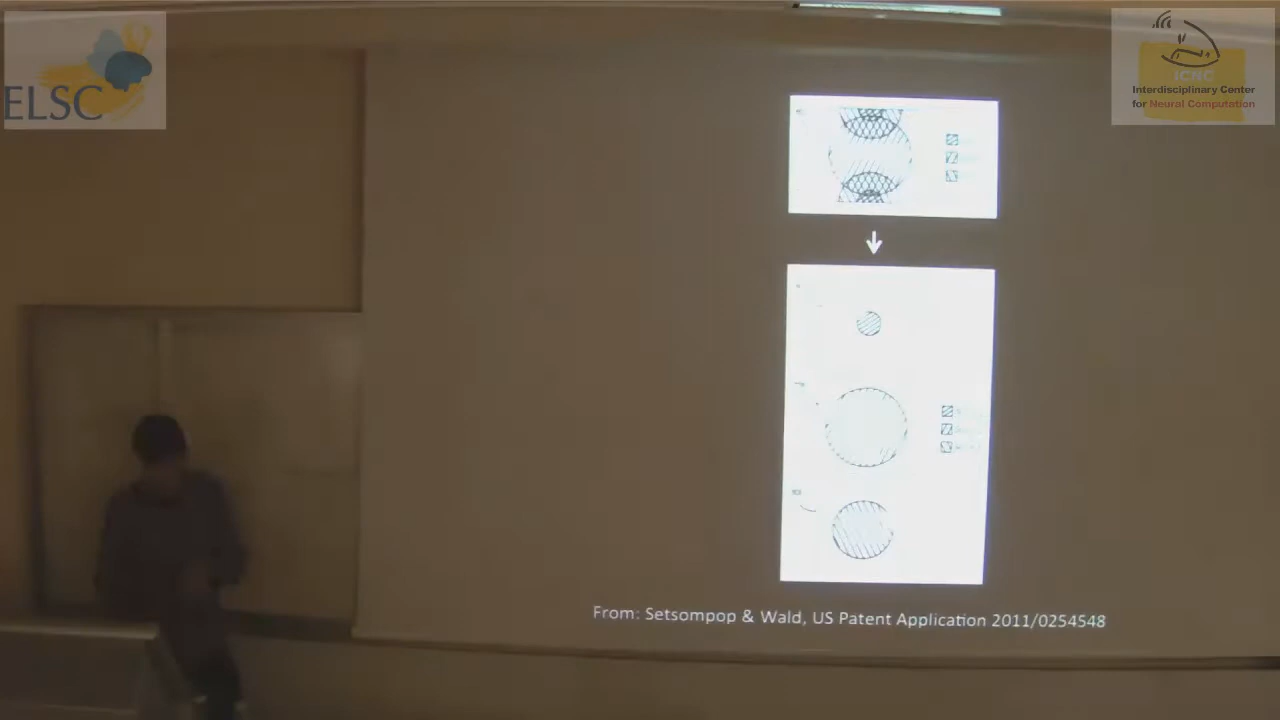 ELSC
ICNC
Interdisciplinary Center
for Neural Computation
From: Setsompop & Wald, US Patent Application 2011/0254548